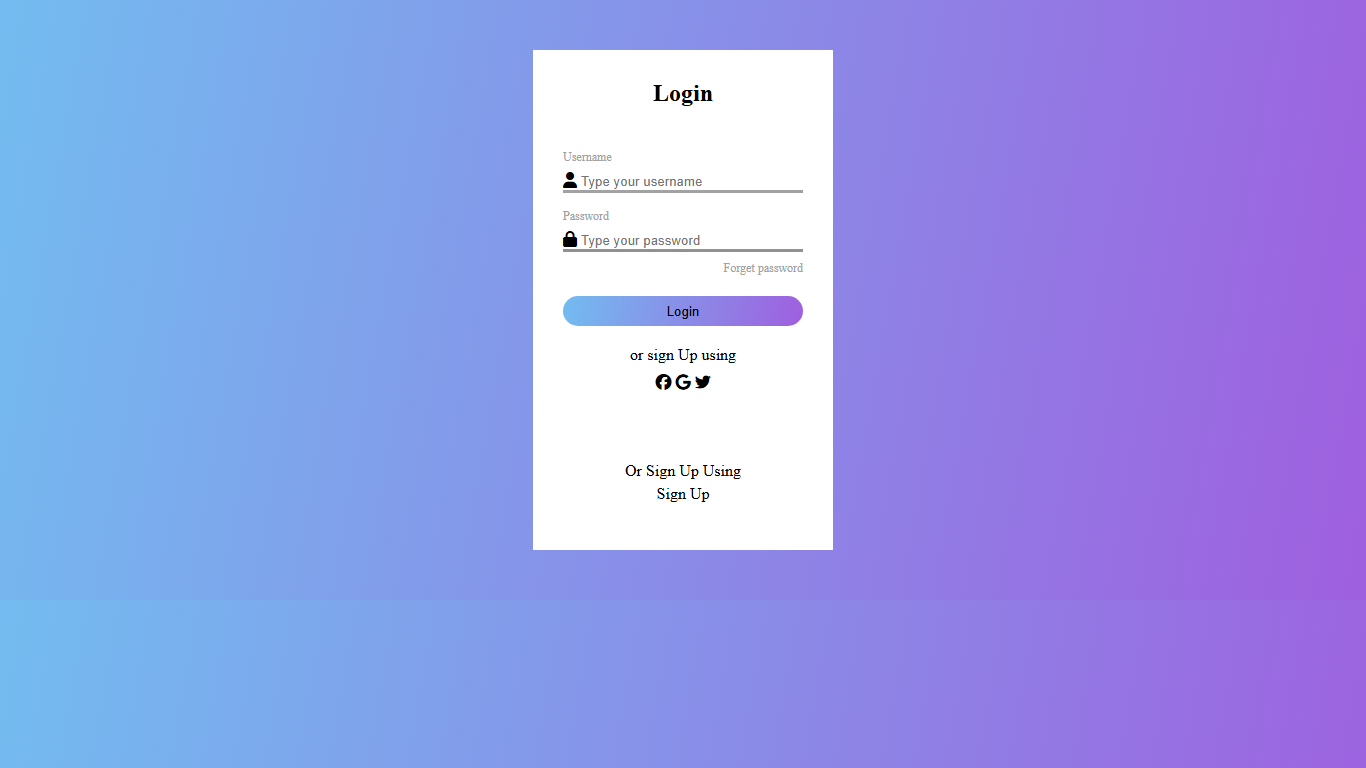 Login
Username
Type your username
Password
Type your password
Forget password
Login
or sign Up using
Or Sign Up Using
Sign Up